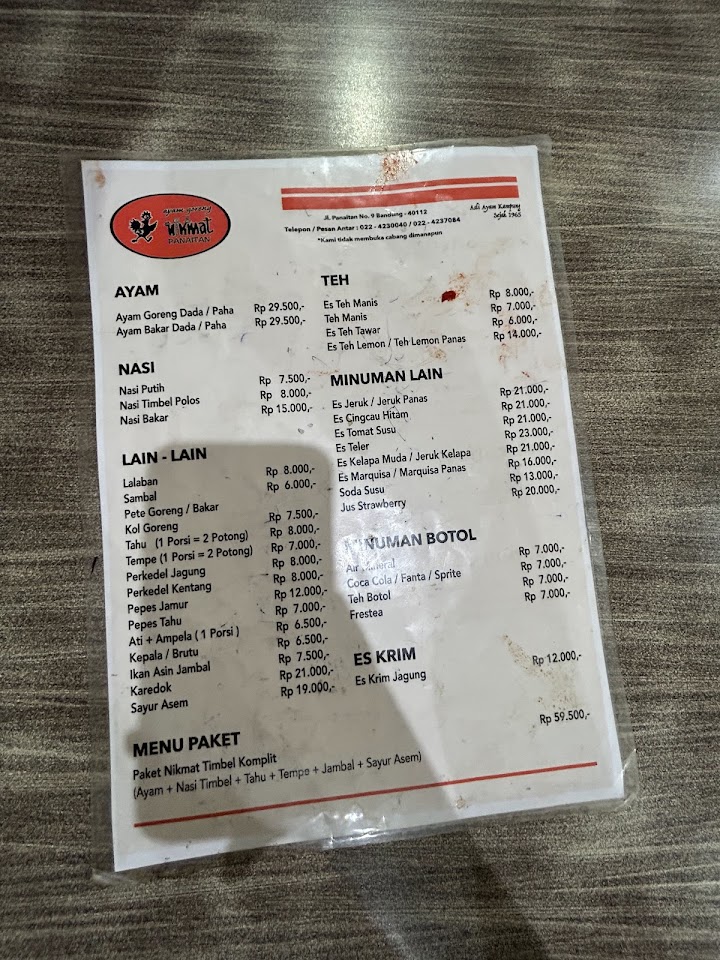 ayam goreng
NIKMAT
PANAITAN
Jl. Panaitan No. 9 Bandung - 40112
Telepon / Pesan Antar : 022 - 4230040 / 022 - 4237084
*Kami tidak membuka cabang dimanapun
Asli Ayam Kampung
Sejak 1965
AYAM
Ayam Goreng Dada / Paha Rp 29.500,-
Ayam Bakar Dada / Paha Rp 29.500,-
NASI
Nasi Putih Rp 7.500,-
Nasi Timbel Polos Rp 8.000,-
Nasi Bakar Rp 15.000,-
LAIN - LAIN
Lalaban Rp 8.000,-
Sambal Rp 6.000,-
Pete Goreng / Bakar
Kol Goreng Rp 7.500,-
Tahu (1 Porsi = 2 Potong) Rp 8.000,-
Tempe (1 Porsi = 2 Potong) Rp 7.000,-
Perkedel Jagung Rp 8.000,-
Perkedel Kentang Rp 8.000,-
Pepes Jamur Rp 12.000,-
Pepes Tahu Rp 7.000,-
Ati + Ampela ( 1 Porsi ) Rp 6.500,-
Kepala / Brutu Rp 6.500,-
Ikan Asin Jambal Rp 7.500,-
Karedok Rp 21.000,-
Sayur Asem Rp 19.000,-
TEH
Es Teh Manis Rp 8.000,-
Teh Manis Rp 7.000,-
Es Teh Tawar Rp 6.000,-
Es Teh Lemon / Teh Lemon Panas Rp 14.000,-
MINUMAN LAIN
Es Jeruk / Jeruk Panas Rp 21.000,-
Es Cingcau Hitam Rp 21.000,-
Es Tomat Susu Rp 21.000,-
Es Teler Rp 23.000,-
Es Kelapa Muda / Jeruk Kelapa Rp 21.000,-
Es Marquisa / Marquisa Panas Rp 16.000,-
Soda Susu Rp 13.000,-
Jus Strawberry Rp 20.000,-
MINUMAN BOTOL
Air Mineral Rp 7.000,-
Coca Cola / Fanta / Sprite Rp 7.000,-
Teh Botol Rp 7.000,-
Frestea Rp 7.000,-
ES KRIM
Es Krim Jagung Rp 12.000,-
MENU PAKET
Paket Nikmat Timbel Komplit Rp 59.500,-
(Ayam + Nasi Timbel + Tahu + Tempe + Jambal + Sayur Asem)